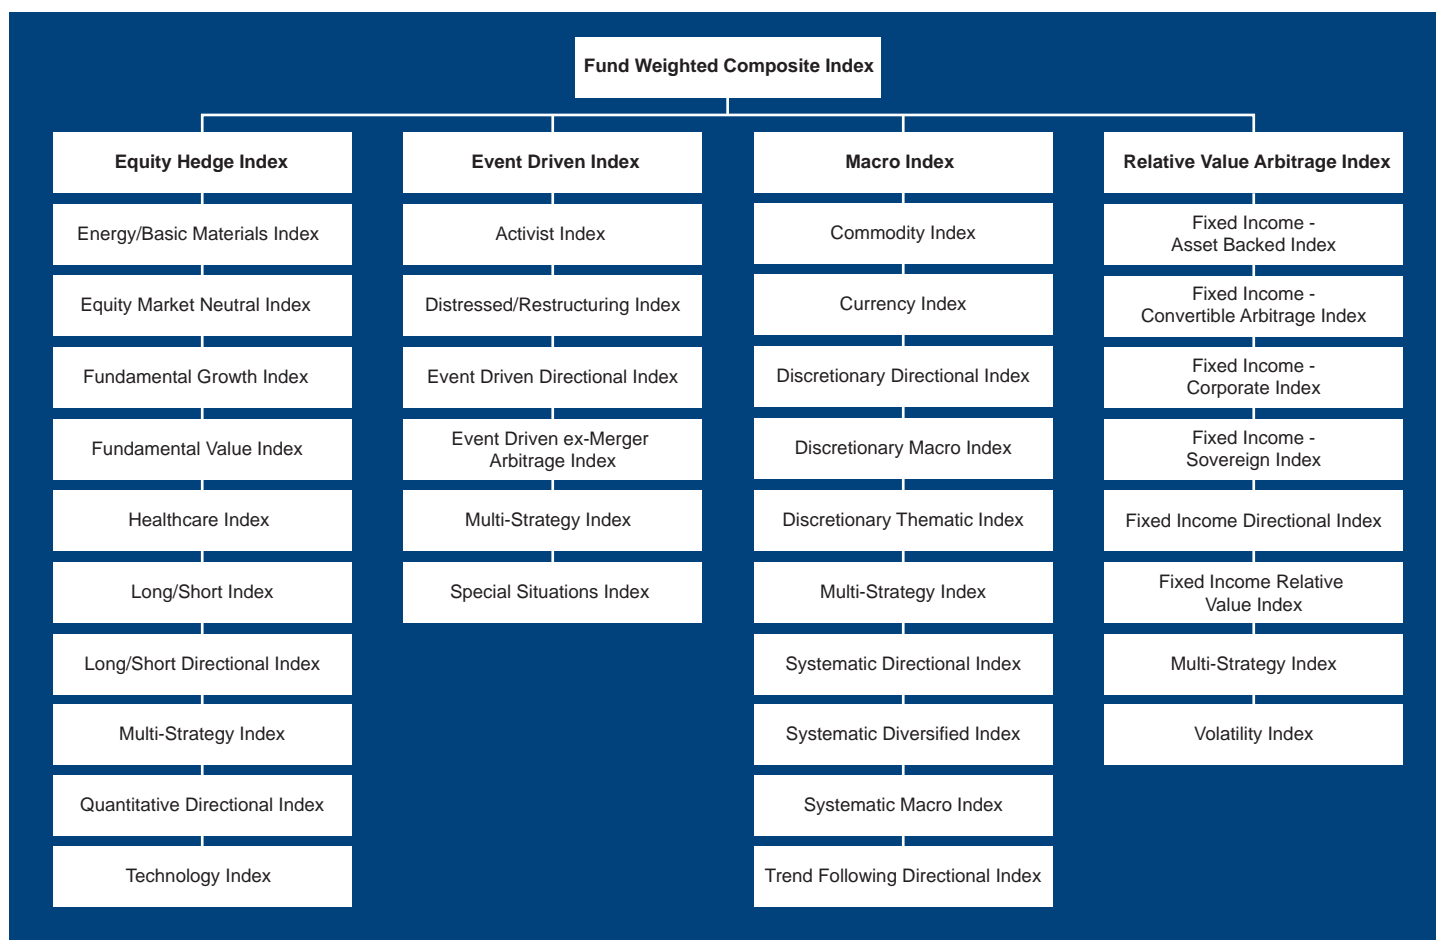 Fund Weighted Composite Index
Equity Hedge Index
Energy/Basic Materials Index
Equity Market Neutral Index
Fundamental Growth Index
Fundamental Value Index
Healthcare Index
Long/Short Index
Long/Short Directional Index
Multi-Strategy Index
Quantitative Directional Index
Technology Index
Event Driven Index
Activist Index
Distressed/Restructuring Index
Event Driven Directional Index
Event Driven ex-Merger
Arbitrage Index
Multi-Strategy Index
Special Situations Index
Macro Index
Commodity Index
Currency Index
Discretionary Directional Index
Discretionary Macro Index
Discretionary Thematic Index
Multi-Strategy Index
Systematic Directional Index
Systematic Diversified Index
Systematic Macro Index
Trend Following Directional Index
Relative Value Arbitrage Index
Fixed Income -
Asset Backed Index
Fixed Income -
Convertible Arbitrage Index
Fixed Income -
Corporate Index
Fixed Income -
Sovereign Index
Fixed Income Directional Index
Fixed Income Relative
Value Index
Multi-Strategy Index
Volatility Index